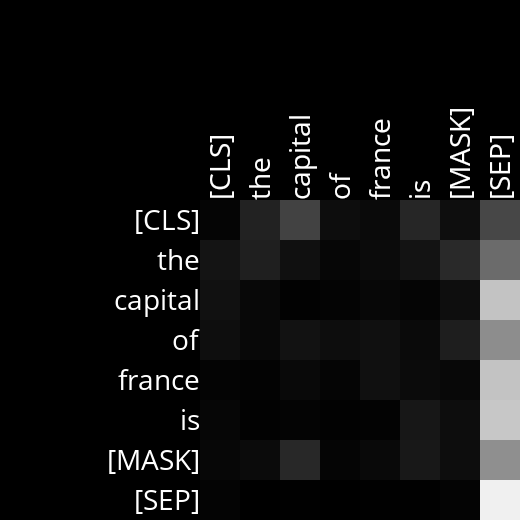 [CLS] the capital of france is [MASK] [SEP]
[CLS]
the
capital
of
france
is
[MASK]
[SEP]